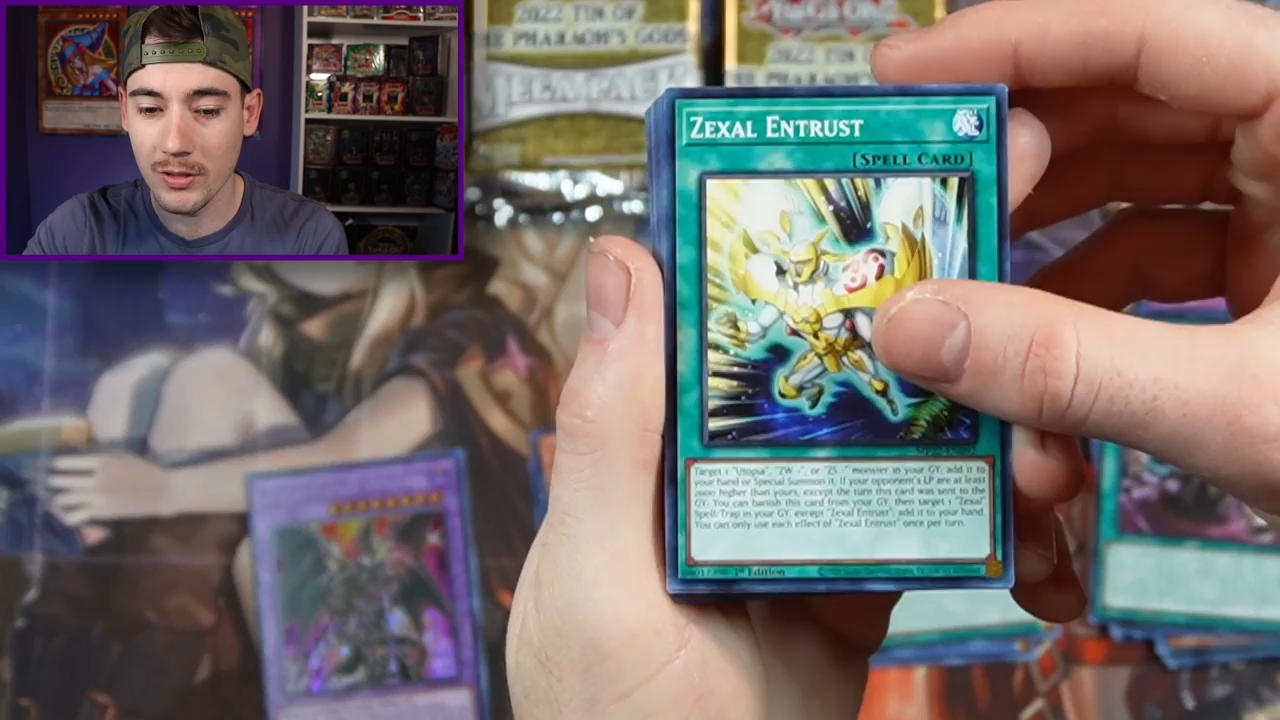 2022 TIN OF
THE PHARAOH'S GODS
MEGA PACK
Yu-Gi-Oh!
2022 TIN OF
ZEXAL ENTRUST
[SPELL CARD]
Target 1 "Utopia", "ZW -", or "ZS -" monster in your GY; add it to
your hand or Special Summon it. If your opponent's LP are at least
2000 higher than yours, except the turn this card was sent to the
GY: You can banish this card from your GY, then target 1 "Zexal"
Spell/Trap in your GY, except "Zexal Entrust"; add it to your hand.
You can only use each effect of "Zexal Entrust" once per turn.
1st Edition